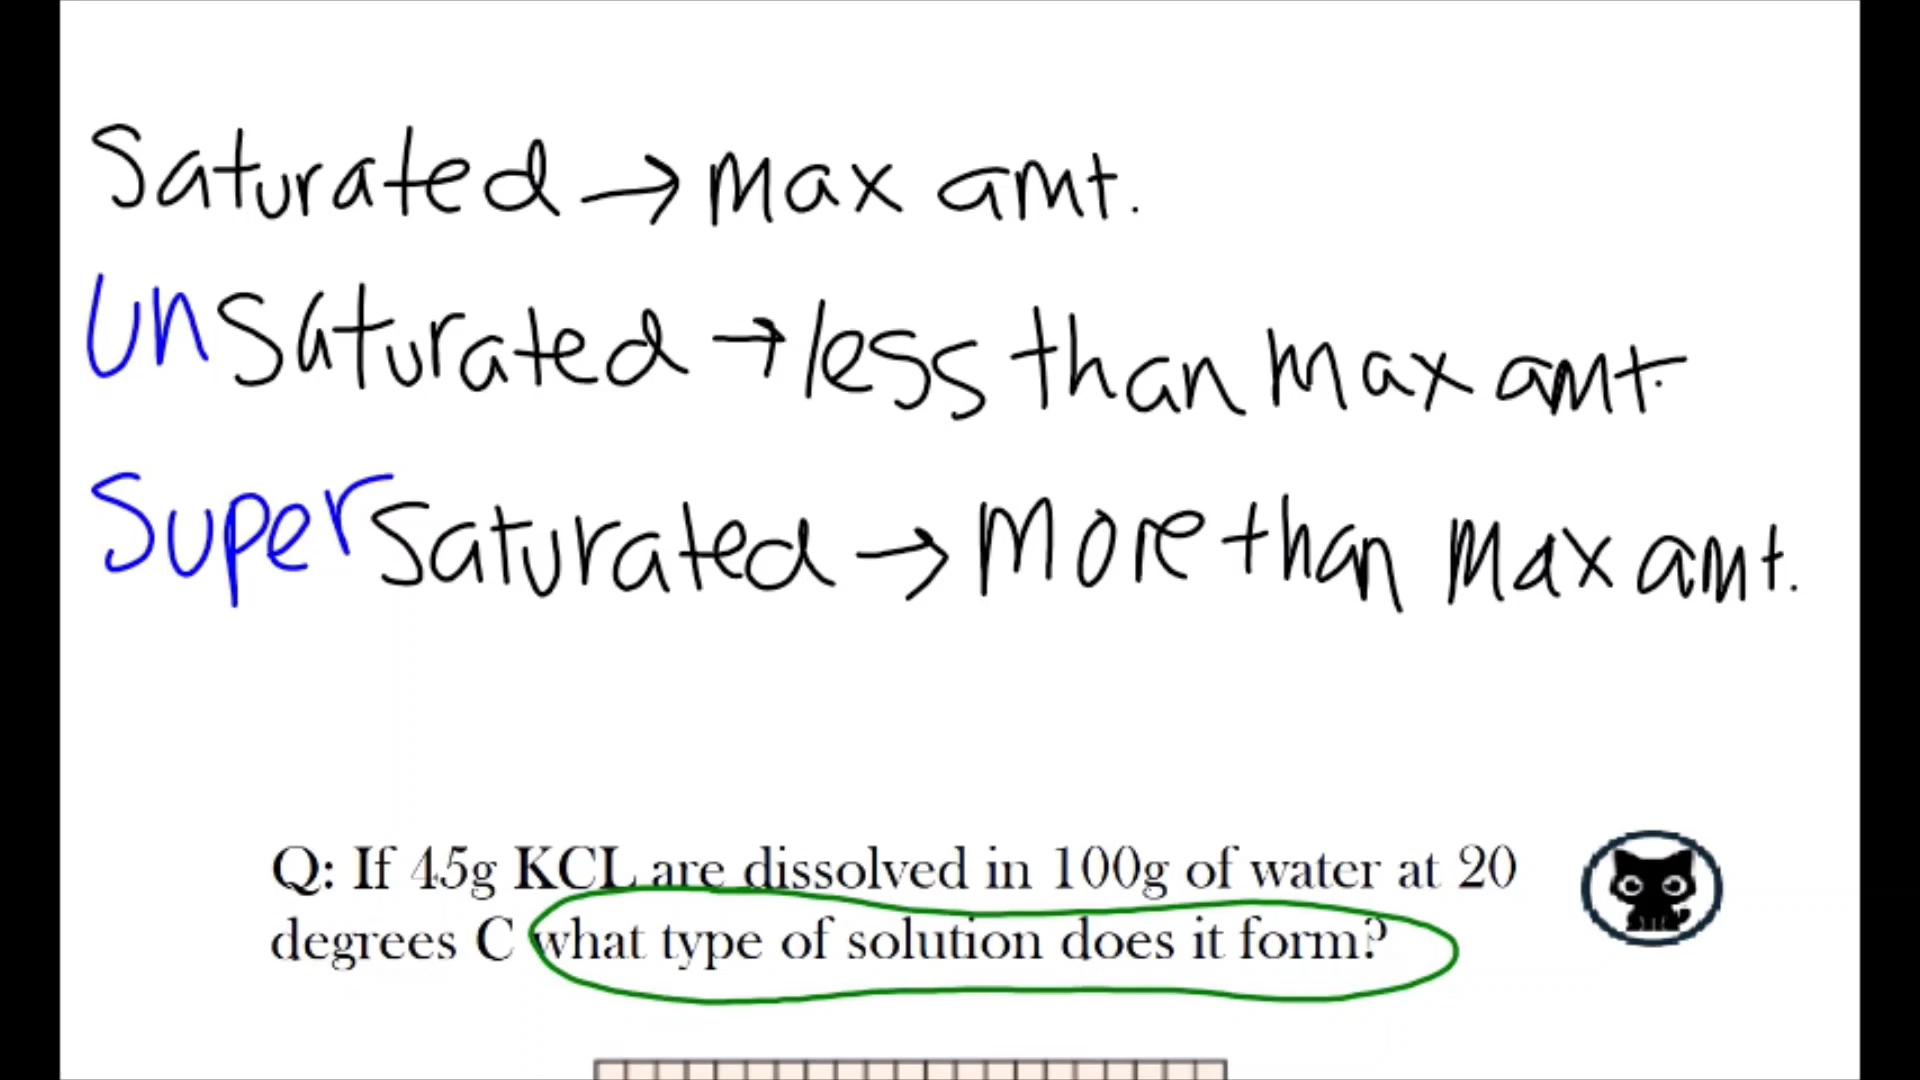 Saturated → max amt.
Unsaturated → less than max amt.
Supersaturated → more than max amt.
Q: If 45g KCL are dissolved in 100g of water at 20
degrees C what type of solution does it form?